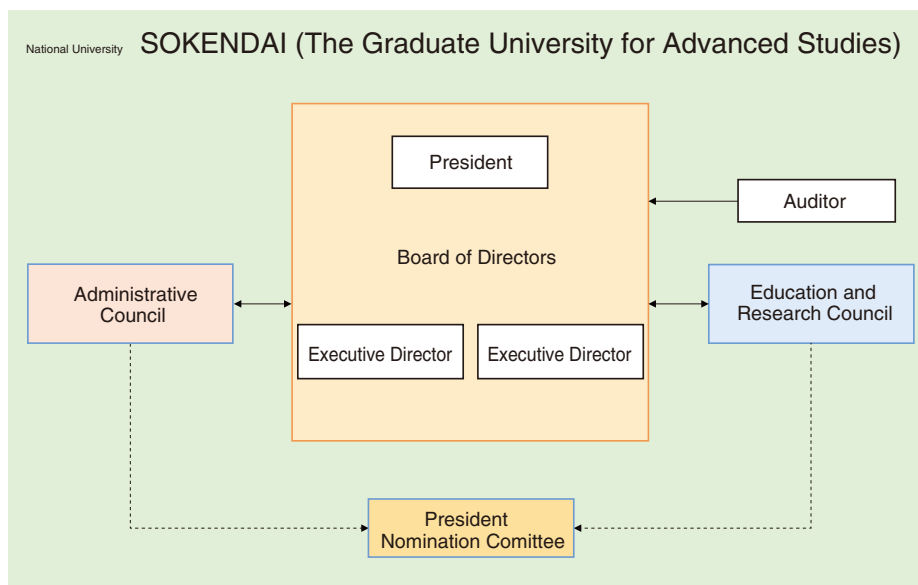 National University SOKENDAI (The Graduate University for Advanced Studies)
President
Auditor
Board of Directors
Administrative
Council
Education and
Research Council
Executive Director
Executive Director
President
Nomination Comittee